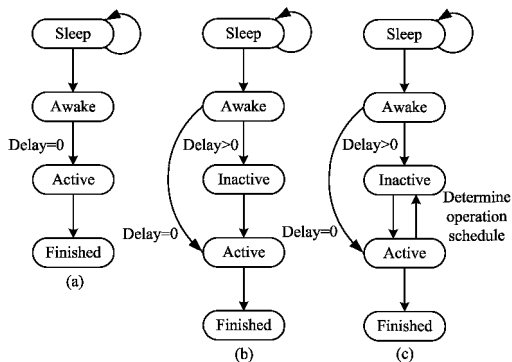 Sleep
Awake
Delay=0
Active
Finished
(a)
Sleep
Awake
Delay>0
Inactive
Delay=0
Active
Finished
(b)
Sleep
Awake
Delay>0
Inactive
Determine
operation
schedule
Delay=0
Active
Finished
(c)